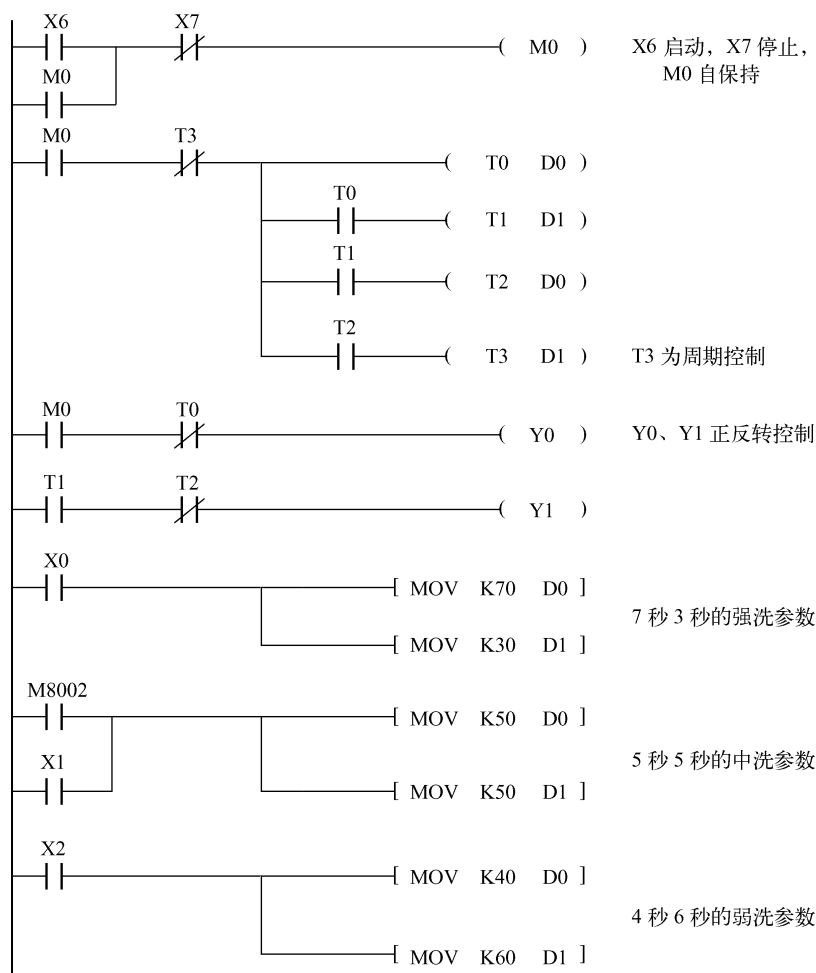 X6 X7
( M0 ) X6 启动，X7 停止，
M0 M0 自保持
M0 T3
( T0 D0 )
T0
( T1 D1 )
T1
( T2 D0 )
T2
( T3 D1 ) T3 为周期控制
M0 T0
( Y0 ) Y0、Y1 正反转控制
T1 T2
( Y1 )
X0
[ MOV K70 D0 ]
7 秒 3 秒的强洗参数
[ MOV K30 D1 ]
M8002
[ MOV K50 D0 ]
X1 5 秒 5 秒的中洗参数
[ MOV K50 D1 ]
X2
[ MOV K40 D0 ]
4 秒 6 秒的弱洗参数
[ MOV K60 D1 ]